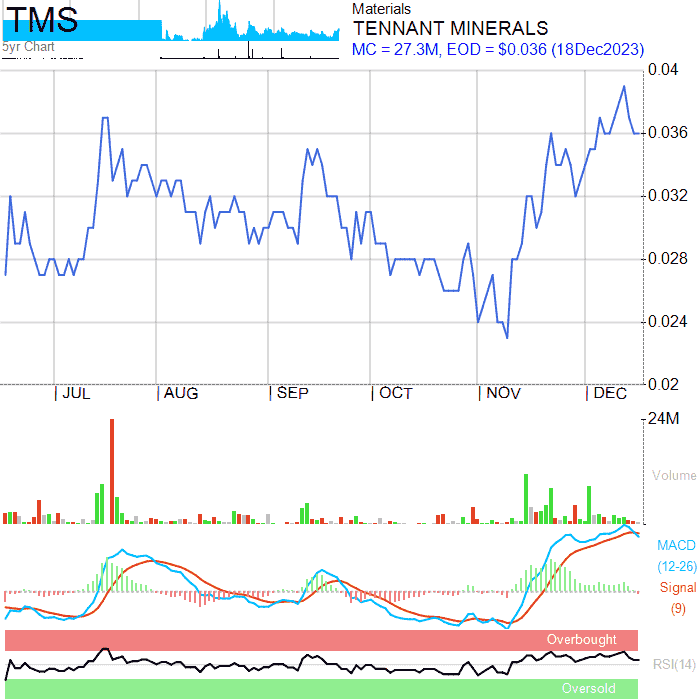 TMS
5yr Chart
Materials
TENNANT MINERALS
MC = 27.3M, EOD = $0.036 (18Dec2023)
0.04
0.036
0.032
0.028
0.024
0.02
JUL AUG SEP OCT NOV DEC
24M
Volume
MACD
(12-26)
Signal
(9)
Overbought
RSI(14)
Oversold